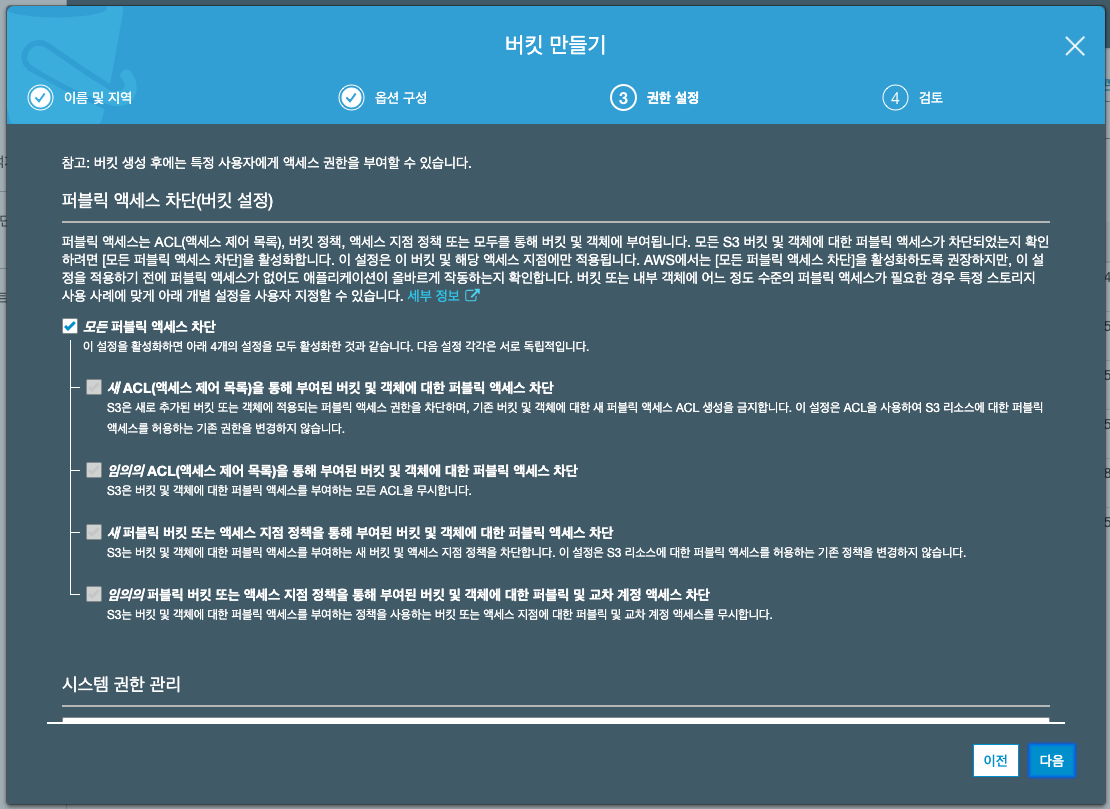 버킷 만들기
이름 및 지역
옵션 구성
3 권한 설정
4 검토
참고: 버킷 생성 후에는 특정 사용자에게 액세스 권한을 부여할 수 있습니다.
퍼블릭 액세스 차단(버킷 설정)
퍼블릭 액세스는 ACL(액세스 제어 목록), 버킷 정책, 액세스 지점 정책 또는 모두를 통해 버킷 및 객체에 부여됩니다. 모든 S3 버킷 및 객체에 대한 퍼블릭 액세스가 차단되었는지 확인
하려면 [모든 퍼블릭 액세스 차단]을 활성화합니다. 이 설정은 이 버킷 및 해당 액세스 지점에만 적용됩니다. AWS에서는 [모든 퍼블릭 액세스 차단]을 활성화하도록 권장하지만, 이 설
정을 적용하기 전에 퍼블릭 액세스가 없어도 애플리케이션이 올바르게 작동하는지 확인합니다. 버킷 또는 내부 객체에 어느 정도 수준의 퍼블릭 액세스가 필요한 경우 특정 스토리지
사용 사례에 맞게 아래 개별 설정을 사용자 지정할 수 있습니다. 세부 정보
모든 퍼블릭 액세스 차단
이 설정을 활성화하면 아래 4개의 설정을 모두 활성화한 것과 같습니다. 다음 설정 각각은 서로 독립적입니다.
새 ACL(액세스 제어 목록)을 통해 부여된 버킷 및 객체에 대한 퍼블릭 액세스 차단
S3은 새로 추가된 버킷 또는 객체에 적용되는 퍼블릭 액세스 권한을 차단하며, 기존 버킷 및 객체에 대한 새 퍼블릭 액세스 ACL 생성을 금지합니다. 이 설정은 ACL을 사용하여 S3 리소스에 대한 퍼블릭
액세스를 허용하는 기존 권한을 변경하지 않습니다.
임의의 ACL(액세스 제어 목록)을 통해 부여된 버킷 및 객체에 대한 퍼블릭 액세스 차단
S3은 버킷 및 객체에 대한 퍼블릭 액세스를 부여하는 모든 ACL을 무시합니다.
새 퍼블릭 버킷 또는 액세스 지점 정책을 통해 부여된 버킷 및 객체에 대한 퍼블릭 액세스 차단
S3는 버킷 및 객체에 대한 퍼블릭 액세스를 부여하는 새 버킷 및 액세스 지점 정책을 차단합니다. 이 설정은 S3 리소스에 대한 퍼블릭 액세스를 허용하는 기존 정책을 변경하지 않습니다.
임의의 퍼블릭 버킷 또는 액세스 지점 정책을 통해 부여된 버킷 및 객체에 대한 퍼블릭 및 교차 계정 액세스 차단
S3는 버킷 및 객체에 대한 퍼블릭 액세스를 부여하는 정책을 사용하는 버킷 또는 액세스 지점에 대한 퍼블릭 및 교차 계정 액세스를 무시합니다.
시스템 권한 관리
이전
다음